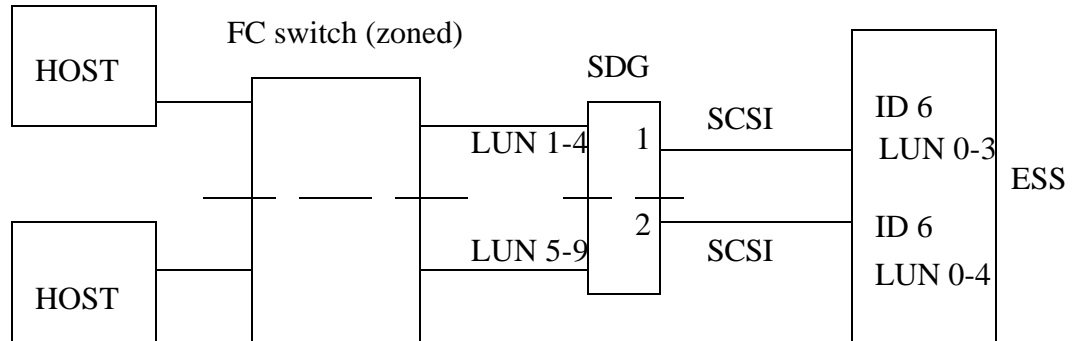 FC switch (zoned)
HOST
SDG
SCSI
ID 6
LUN 1-4
1
LUN 0-3
ESS
2
ID 6
LUN 5-9
SCSI
LUN 0-4
HOST